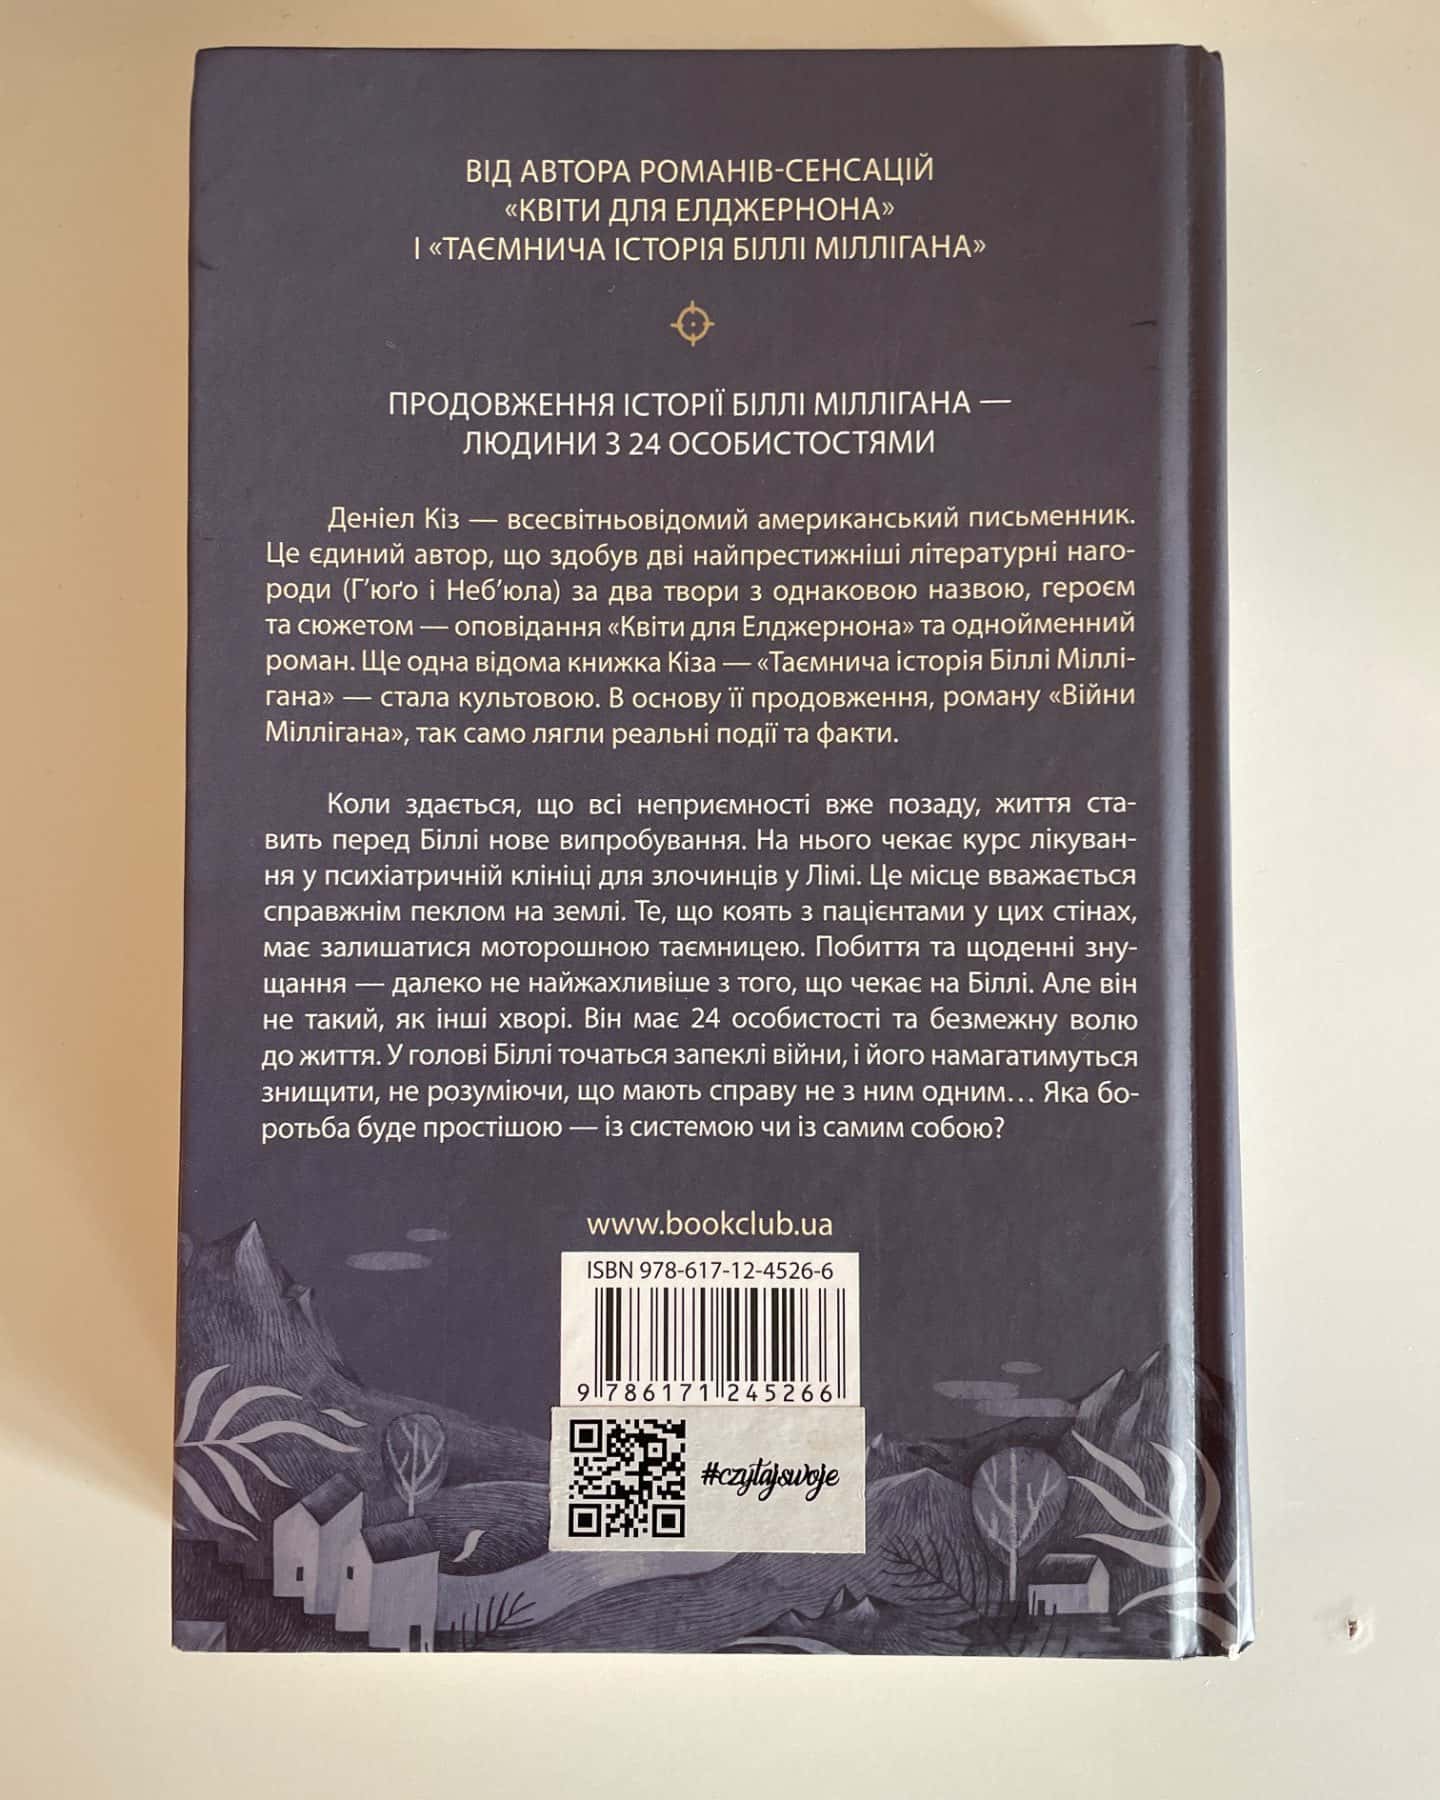 ВІД АВТОРА РОМАНІВ-СЕНСАЦІЙ
«КВІТИ ДЛЯ ЕЛДЖЕРНОНА»
І «ТАЄМНИЧА ІСТОРІЯ БІЛЛІ МІЛЛІГАНА»
ПРОДОВЖЕННЯ ІСТОРІЇ БІЛЛІ МІЛЛІГАНА —
ЛЮДИНИ З 24 ОСОБИСТОСТЯМИ
Деніел Кіз — всесвітньовідомий американський письменник.
Це єдиний автор, що здобув дві найпрестижніші літературні наго-
роди (Г’юґо і Неб’юла) за два твори з однаковою назвою, героєм
та сюжетом — оповідання «Квіти для Елджернона» та однойменний
роман. Ще одна відома книжка Кіза — «Таємнича історія Біллі Міллі-
гана» — стала культовою. В основу її продовження, роману «Війни
Міллігана», так само лягли реальні події та факти.
Коли здається, що всі неприємності вже позаду, життя ста-
вить перед Біллі нове випробування. На нього чекає курс лікуван-
ня у психіатричній клініці для злочинців у Лімі. Це місце вважається
справжнім пеклом на землі. Те, що коять з пацієнтами у цих стінах,
має залишатися моторошною таємницею. Побиття та щоденні зну-
щання — далеко не найжахливіше з того, що чекає на Біллі. Але він
не такий, як інші хворі. Він має 24 особистості та безмежну волю
до життя. У голові Біллі точаться запеклі війни, і його намагатимуться
знищити, не розуміючи, що мають справу не з ним одним... Яка бо-
ротьба буде простішою — із системою чи із самим собою?
www.bookclub.ua
ISBN 978-617-12-4526-6
9 786171 245266
#czytajswoje